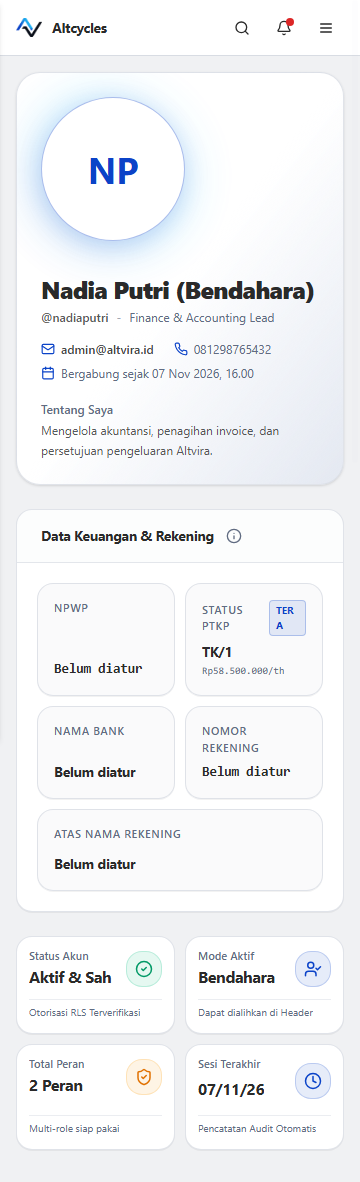 Altcycles
NP
Nadia Putri (Bendahara)
@nadiaputri - Finance & Accounting Lead
admin@altvira.id 081298765432
Bergabung sejak 07 Nov 2026, 16.00
Tentang Saya
Mengelola akuntansi, penagihan invoice, dan
persetujuan pengeluaran Altvira.
Data Keuangan & Rekening
NPWP
Belum diatur
STATUS
PTKP
TER
A
TK/1
Rp58.500.000/th
NAMA BANK
Belum diatur
NOMOR
REKENING
Belum diatur
ATAS NAMA REKENING
Belum diatur
Status Akun
Aktif & Sah
Otorisasi RLS Terverifikasi
Mode Aktif
Bendahara
Dapat dialihkan di Header
Total Peran
2 Peran
Multi-role siap pakai
Sesi Terakhir
07/11/26
Pencatatan Audit Otomatis